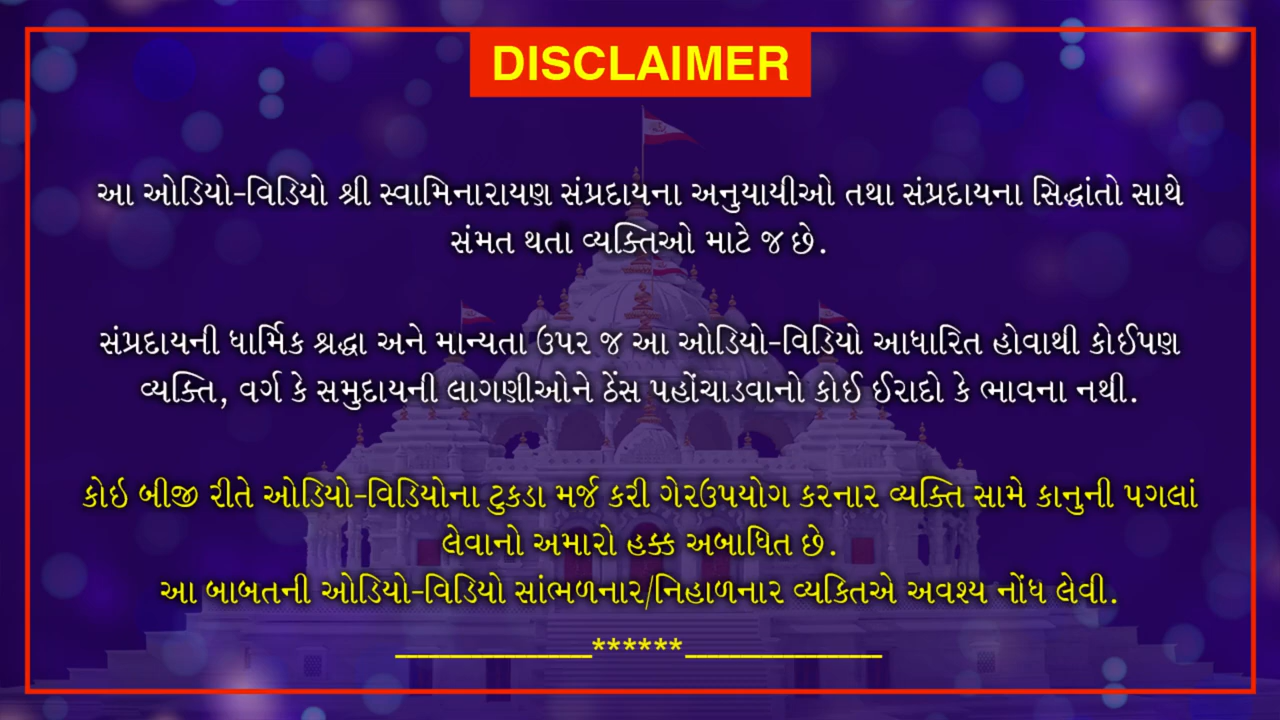 DISCLAIMER
આ ઓડિયો-વિડિયો શ્રી સ્વામિનારાયણ સંપ્રદાયના અનુયાયીઓ તથા સંપ્રદાયના સિદ્ધાંતો સાથે
સંમત થતા વ્યક્તિઓ માટે જ છે.
સંપ્રદાયની ધાર્મિક શ્રદ્ધા અને માન્યતા ઉપર જ આ ઓડિયો-વિડિયો આધારિત હોવાથી કોઈપણ
વ્યક્તિ, વર્ગ કે સમુદાયની લાગણીઓને ઠેંસ પહોંચાડવાનો કોઈ ઈરાદો કે ભાવના નથી.
કોઇ બીજી રીતે ઓડિયો-વિડિયોના ટુકડા મર્જ કરી ગેરઉપયોગ કરનાર વ્યક્તિ સામે કાનુની પગલાં
લેવાનો અમારો હક્ક અબાધિત છે.
આ બાબતની ઓડિયો-વિડિયો સાંભળનાર/નિહાળનાર વ્યકિતએ અવશ્ય નોંધ લેવી.
_______________******_______________